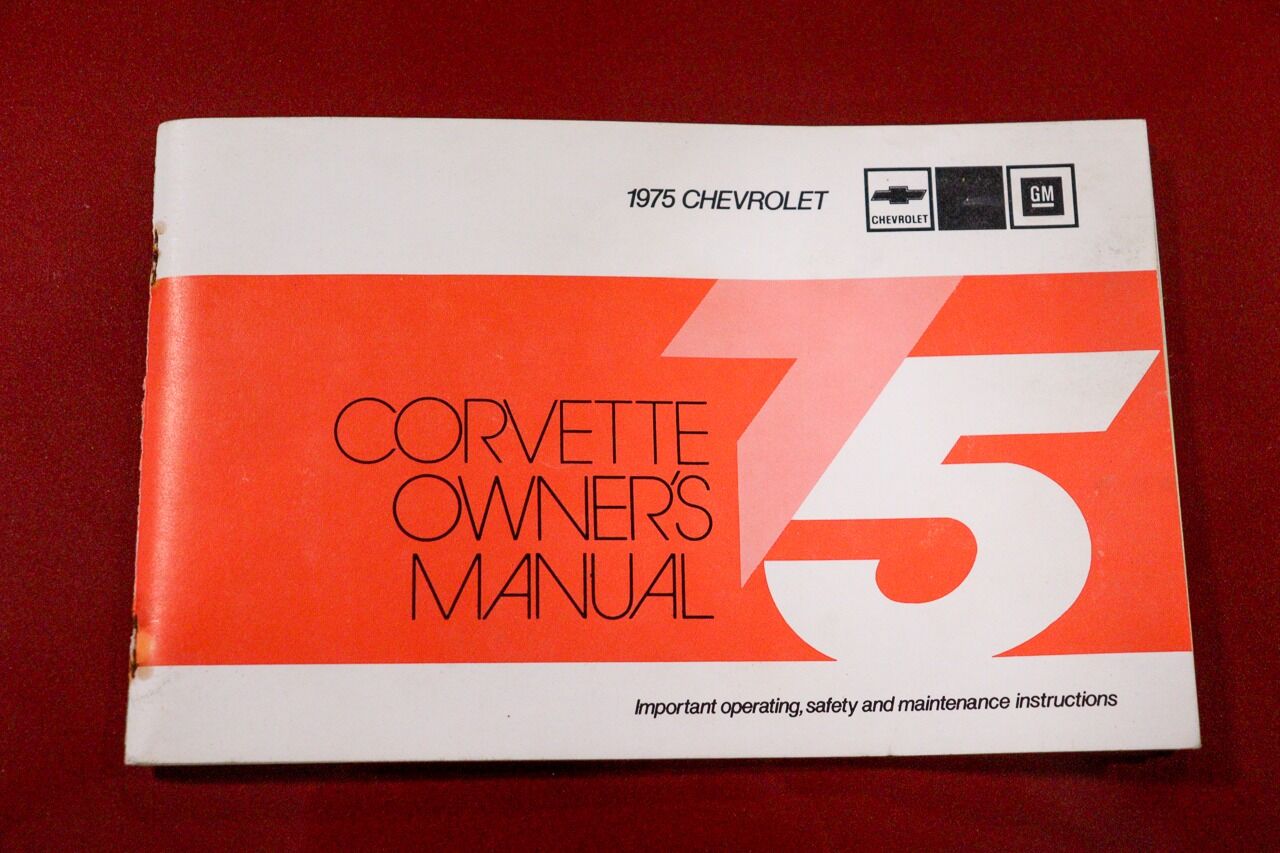 1975 CHEVROLET
CHEVROLET
GM
75
CORVETTE
OWNER'S
MANUAL
Important operating, safety and maintenance instructions